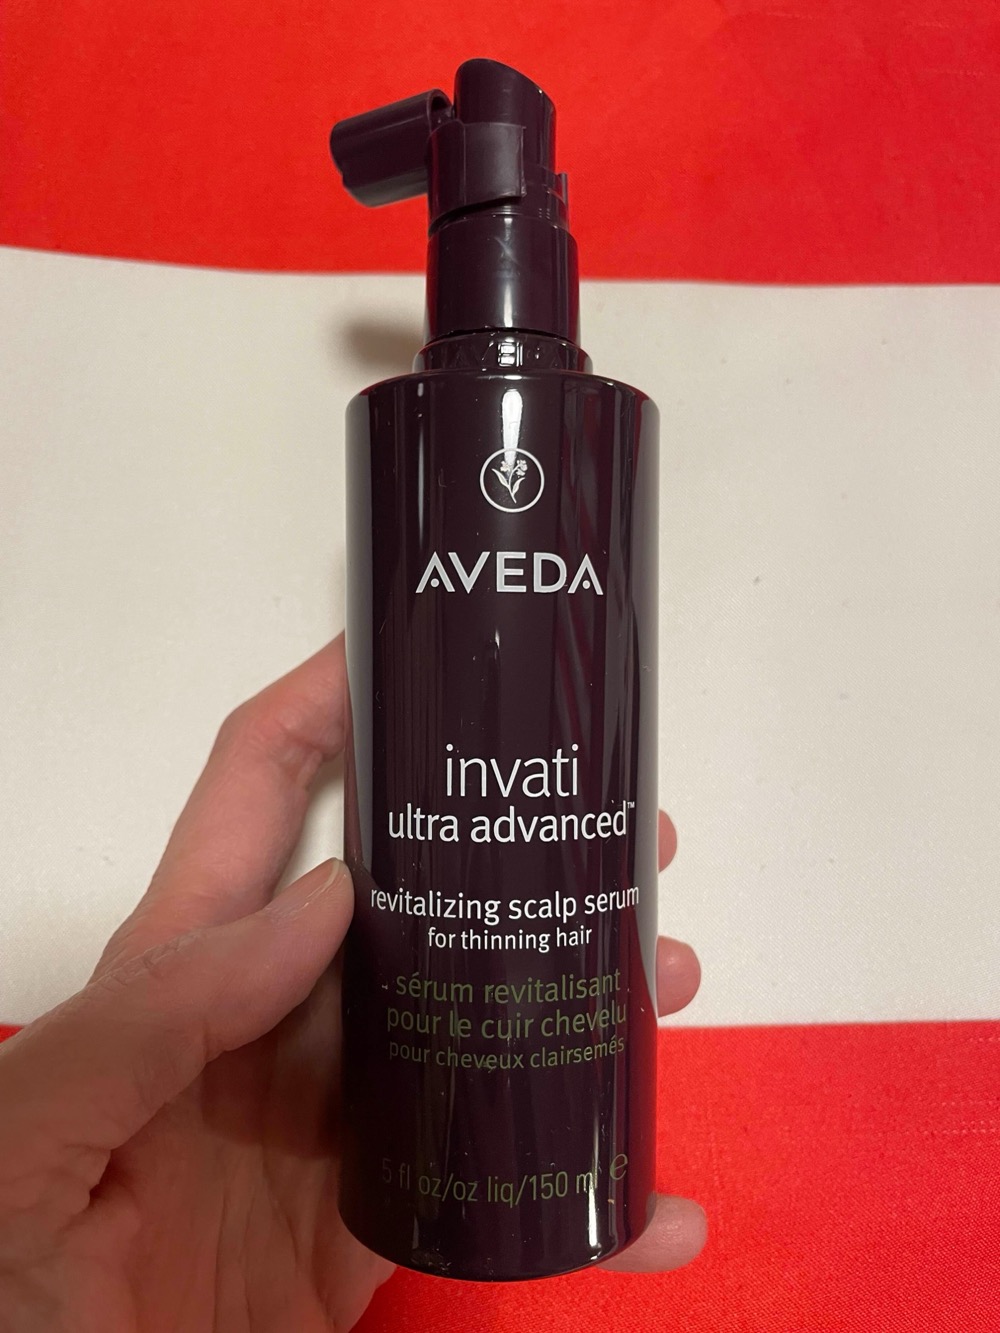 AVEDA
AVEDA
invati
ultra advanced™
revitalizing scalp serum
for thinning hair
sérum revitalisant
pour le cuir chevelu
pour cheveux clairsemés
5 fl oz/oz liq/150 ml ℮